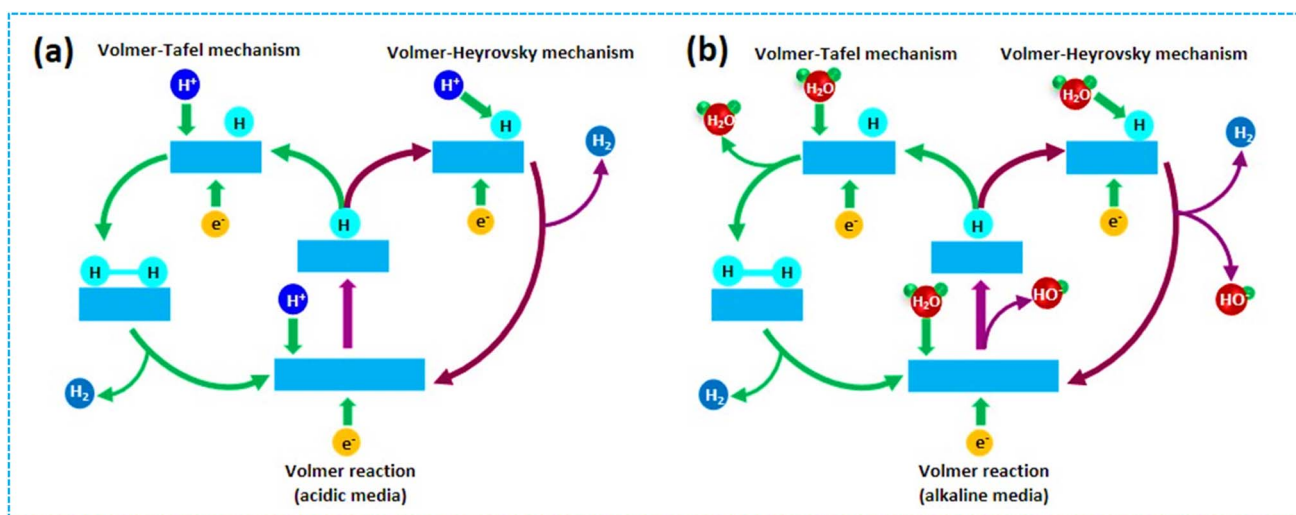 (a)
Volmer-Tafel mechanism
Volmer-Heyrovsky mechanism
H⁺
H⁺
H
H
H₂
e⁻
e⁻
H
H H
H⁺
H₂
e⁻
Volmer reaction
(acidic media)
(b)
Volmer-Tafel mechanism
Volmer-Heyrovsky mechanism
H₂O
H₂O
H₂O
H
H
H₂
e⁻
e⁻
H
H H
H₂O
HO⁻
HO⁻
H₂
e⁻
Volmer reaction
(alkaline media)